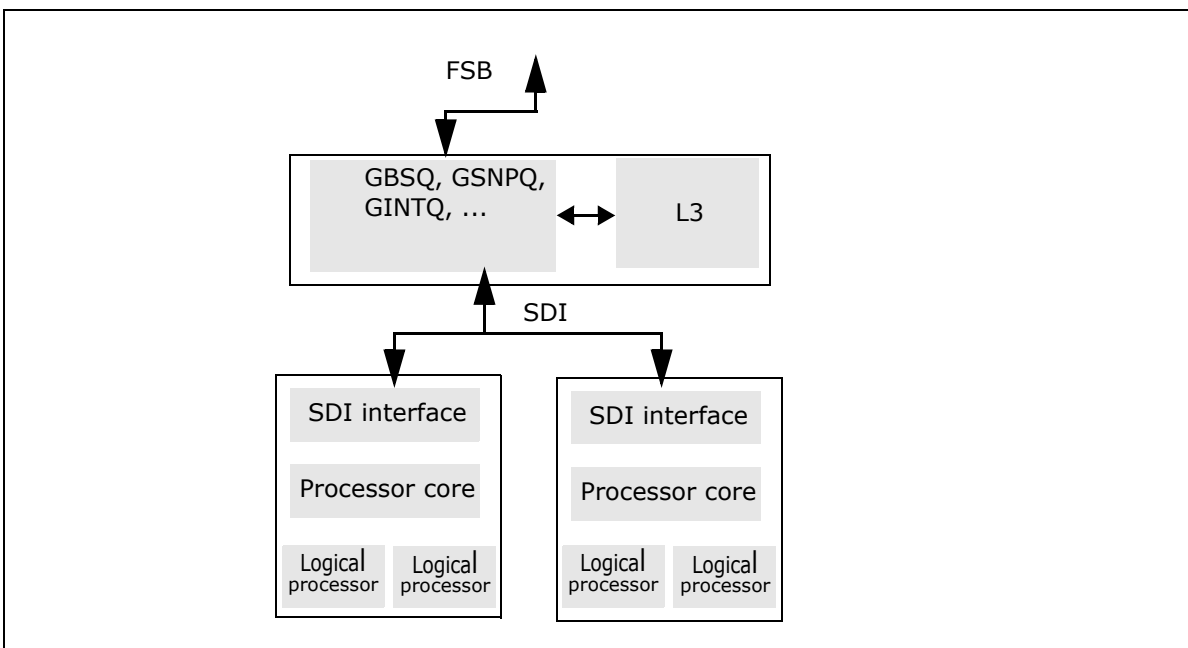 FSB
GBSQ, GSNPQ,
GINTQ, ...
L3
SDI
SDI interface
Processor core
Logical
processor
Logical
processor
SDI interface
Processor core
Logical
processor
Logical
processor